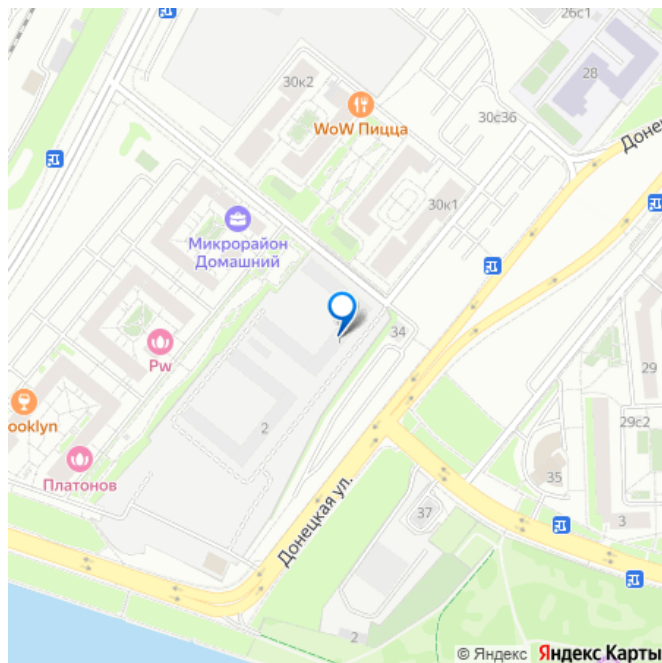 26с1
28
30к2
WoW Пицца
30с36
Донец
30к1
Микрорайон
Домашний
34
Pw
29
ooklyn
2
29с2
Платонов
35
Донецкая ул.
37
3
2
© Яндекс Яндекс Карты